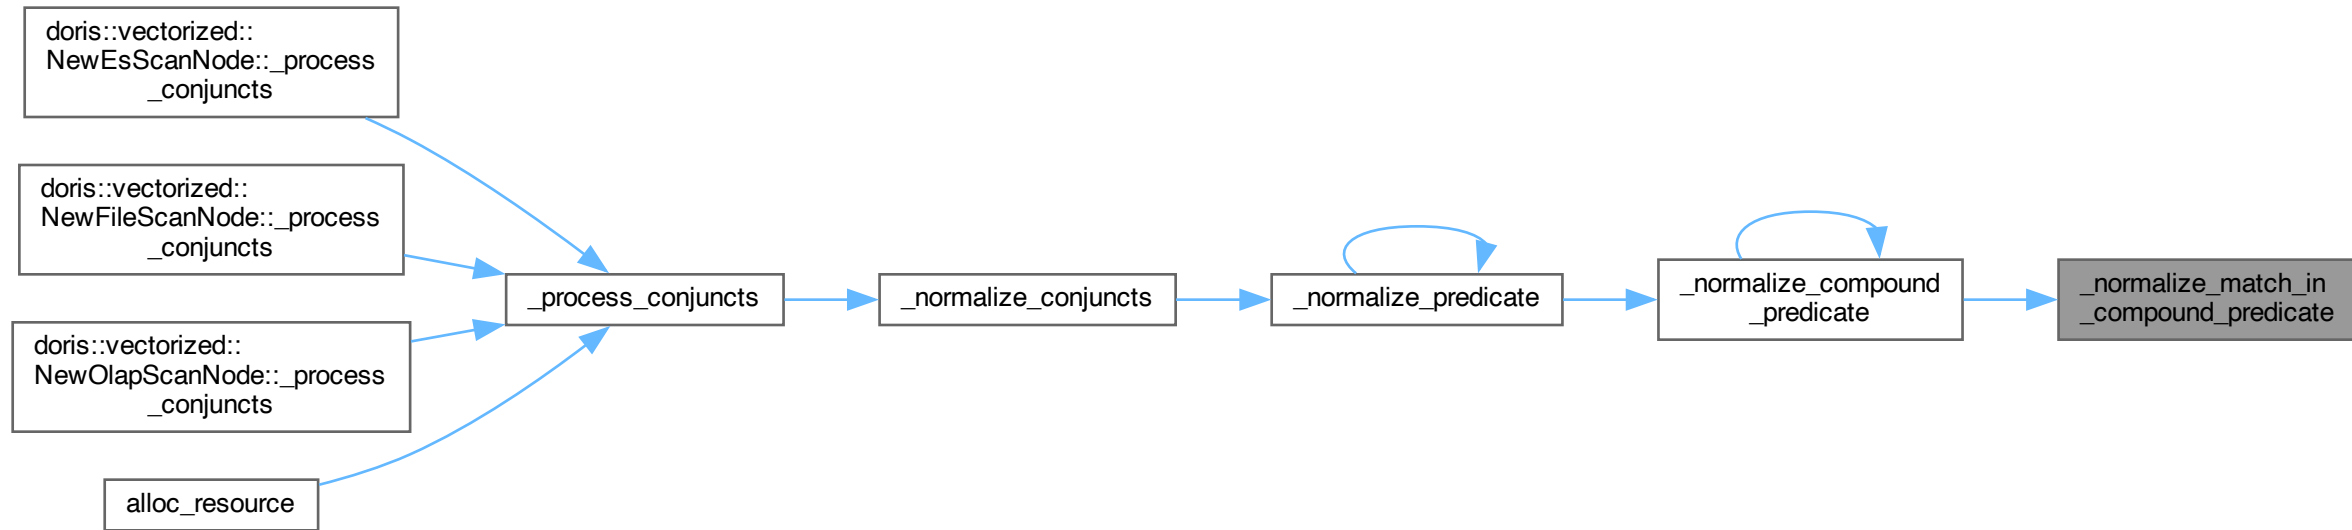 doris::vectorized::
NewEsScanNode::_process
_conjuncts
doris::vectorized::
NewFileScanNode::_process
_conjuncts
doris::vectorized::
NewOlapScanNode::_process
_conjuncts
alloc_resource
_process_conjuncts
_normalize_conjuncts
_normalize_predicate
_normalize_compound
_predicate
_normalize_match_in
_compound_predicate